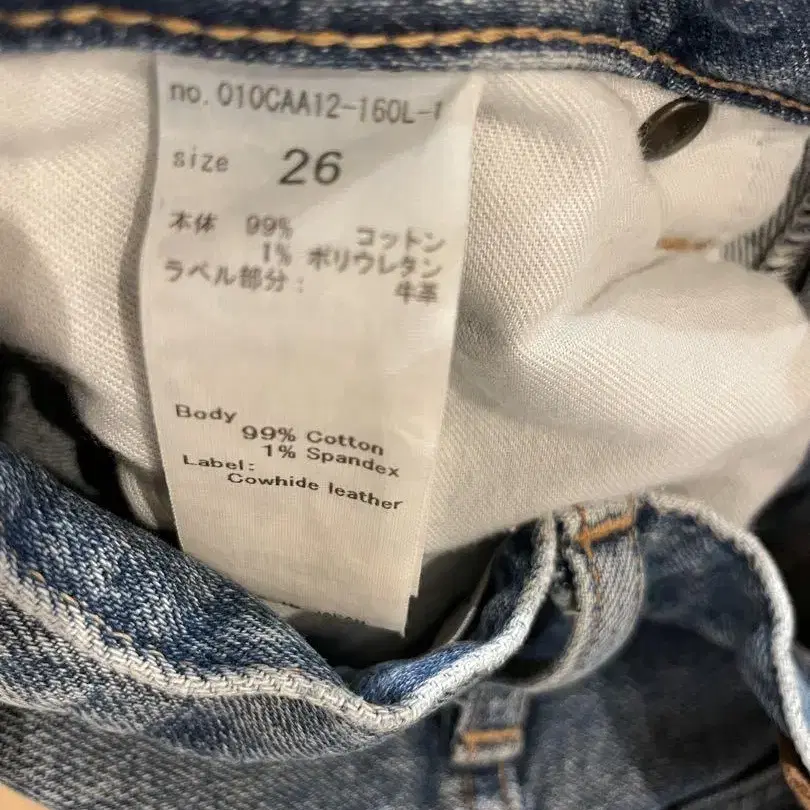 no.010CAA12-160L-1
size 26
本体 99% コットン
1% ポリウレタン
ラベル部分： 牛革
Body
99% Cotton
1% Spandex
Label:
Cowhide leather